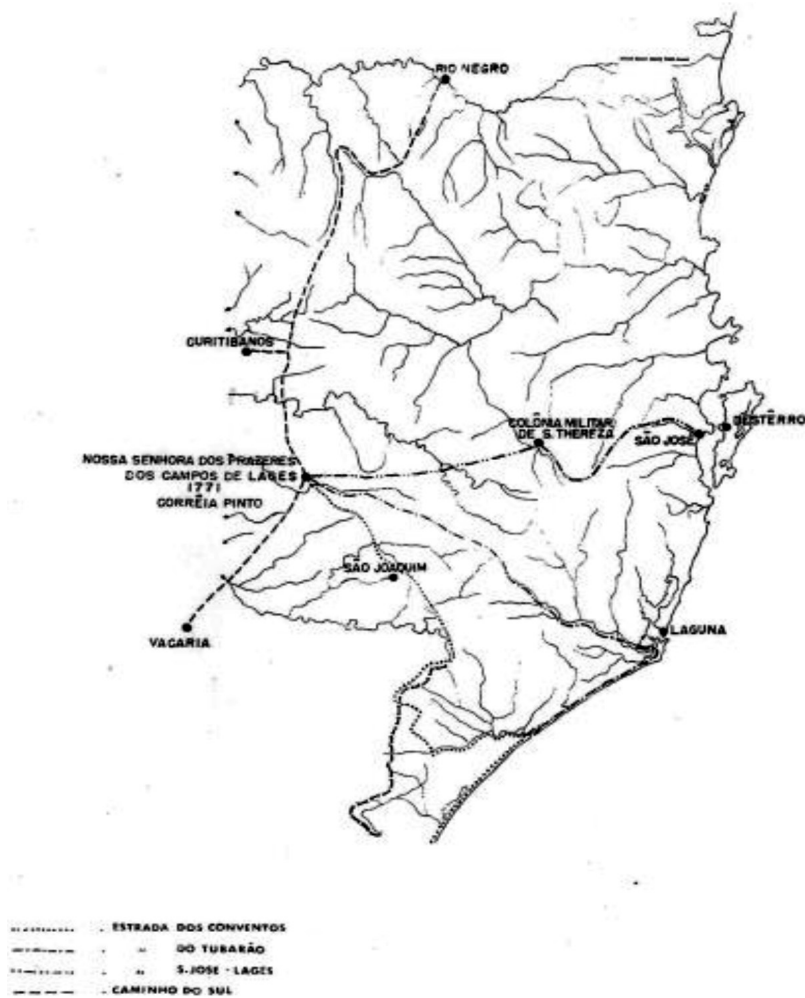 RIO NEGRO
CURITIBANOS
COLÔNIA MILITAR
DE S. THEREZA
DESTÊRRO
SÃO JOSÉ
NOSSA SENHORA DOS PRAZERES
DOS CAMPOS DE LAGES
1771
CORRÊIA PINTO
SÃO JOAQUIM
VACARIA
LAGUNA
. ESTRADA DOS CONVENTOS
. " DO TUBARÃO
. " S. JOSE - LAGES
. CAMINHO DO SUL